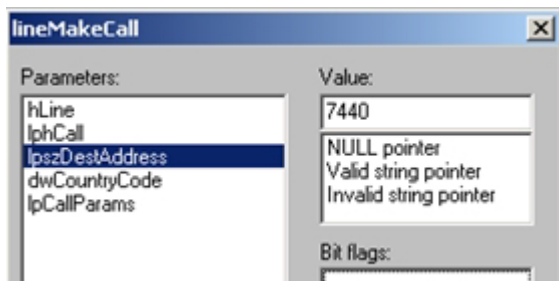 lineMakeCall
Parameters:
hLine
lphCall
lpszDestAddress
dwCountryCode
lpCallParams
Value:
7440
NULL pointer
Valid string pointer
Invalid string pointer
Bit flags: